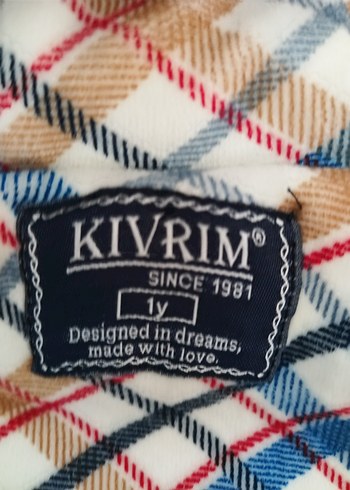 KIVRIM®
SINCE 1981
1y
Designed in dreams,
made with love.